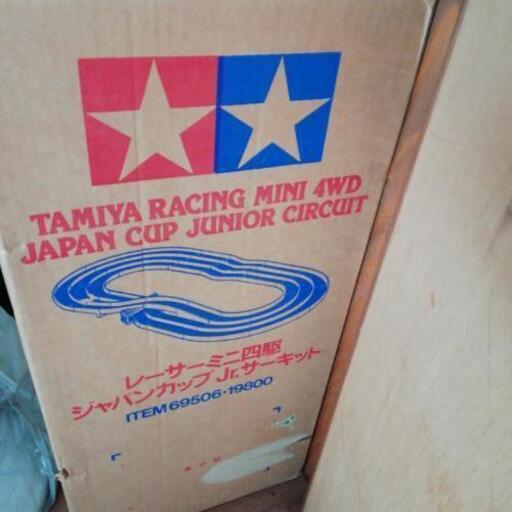 TAMIYA RACING MINI 4WD
JAPAN CUP JUNIOR CIRCUIT
レーサーミニ四駆
ジャパンカップJr.サーキット
ITEM 69506・19800